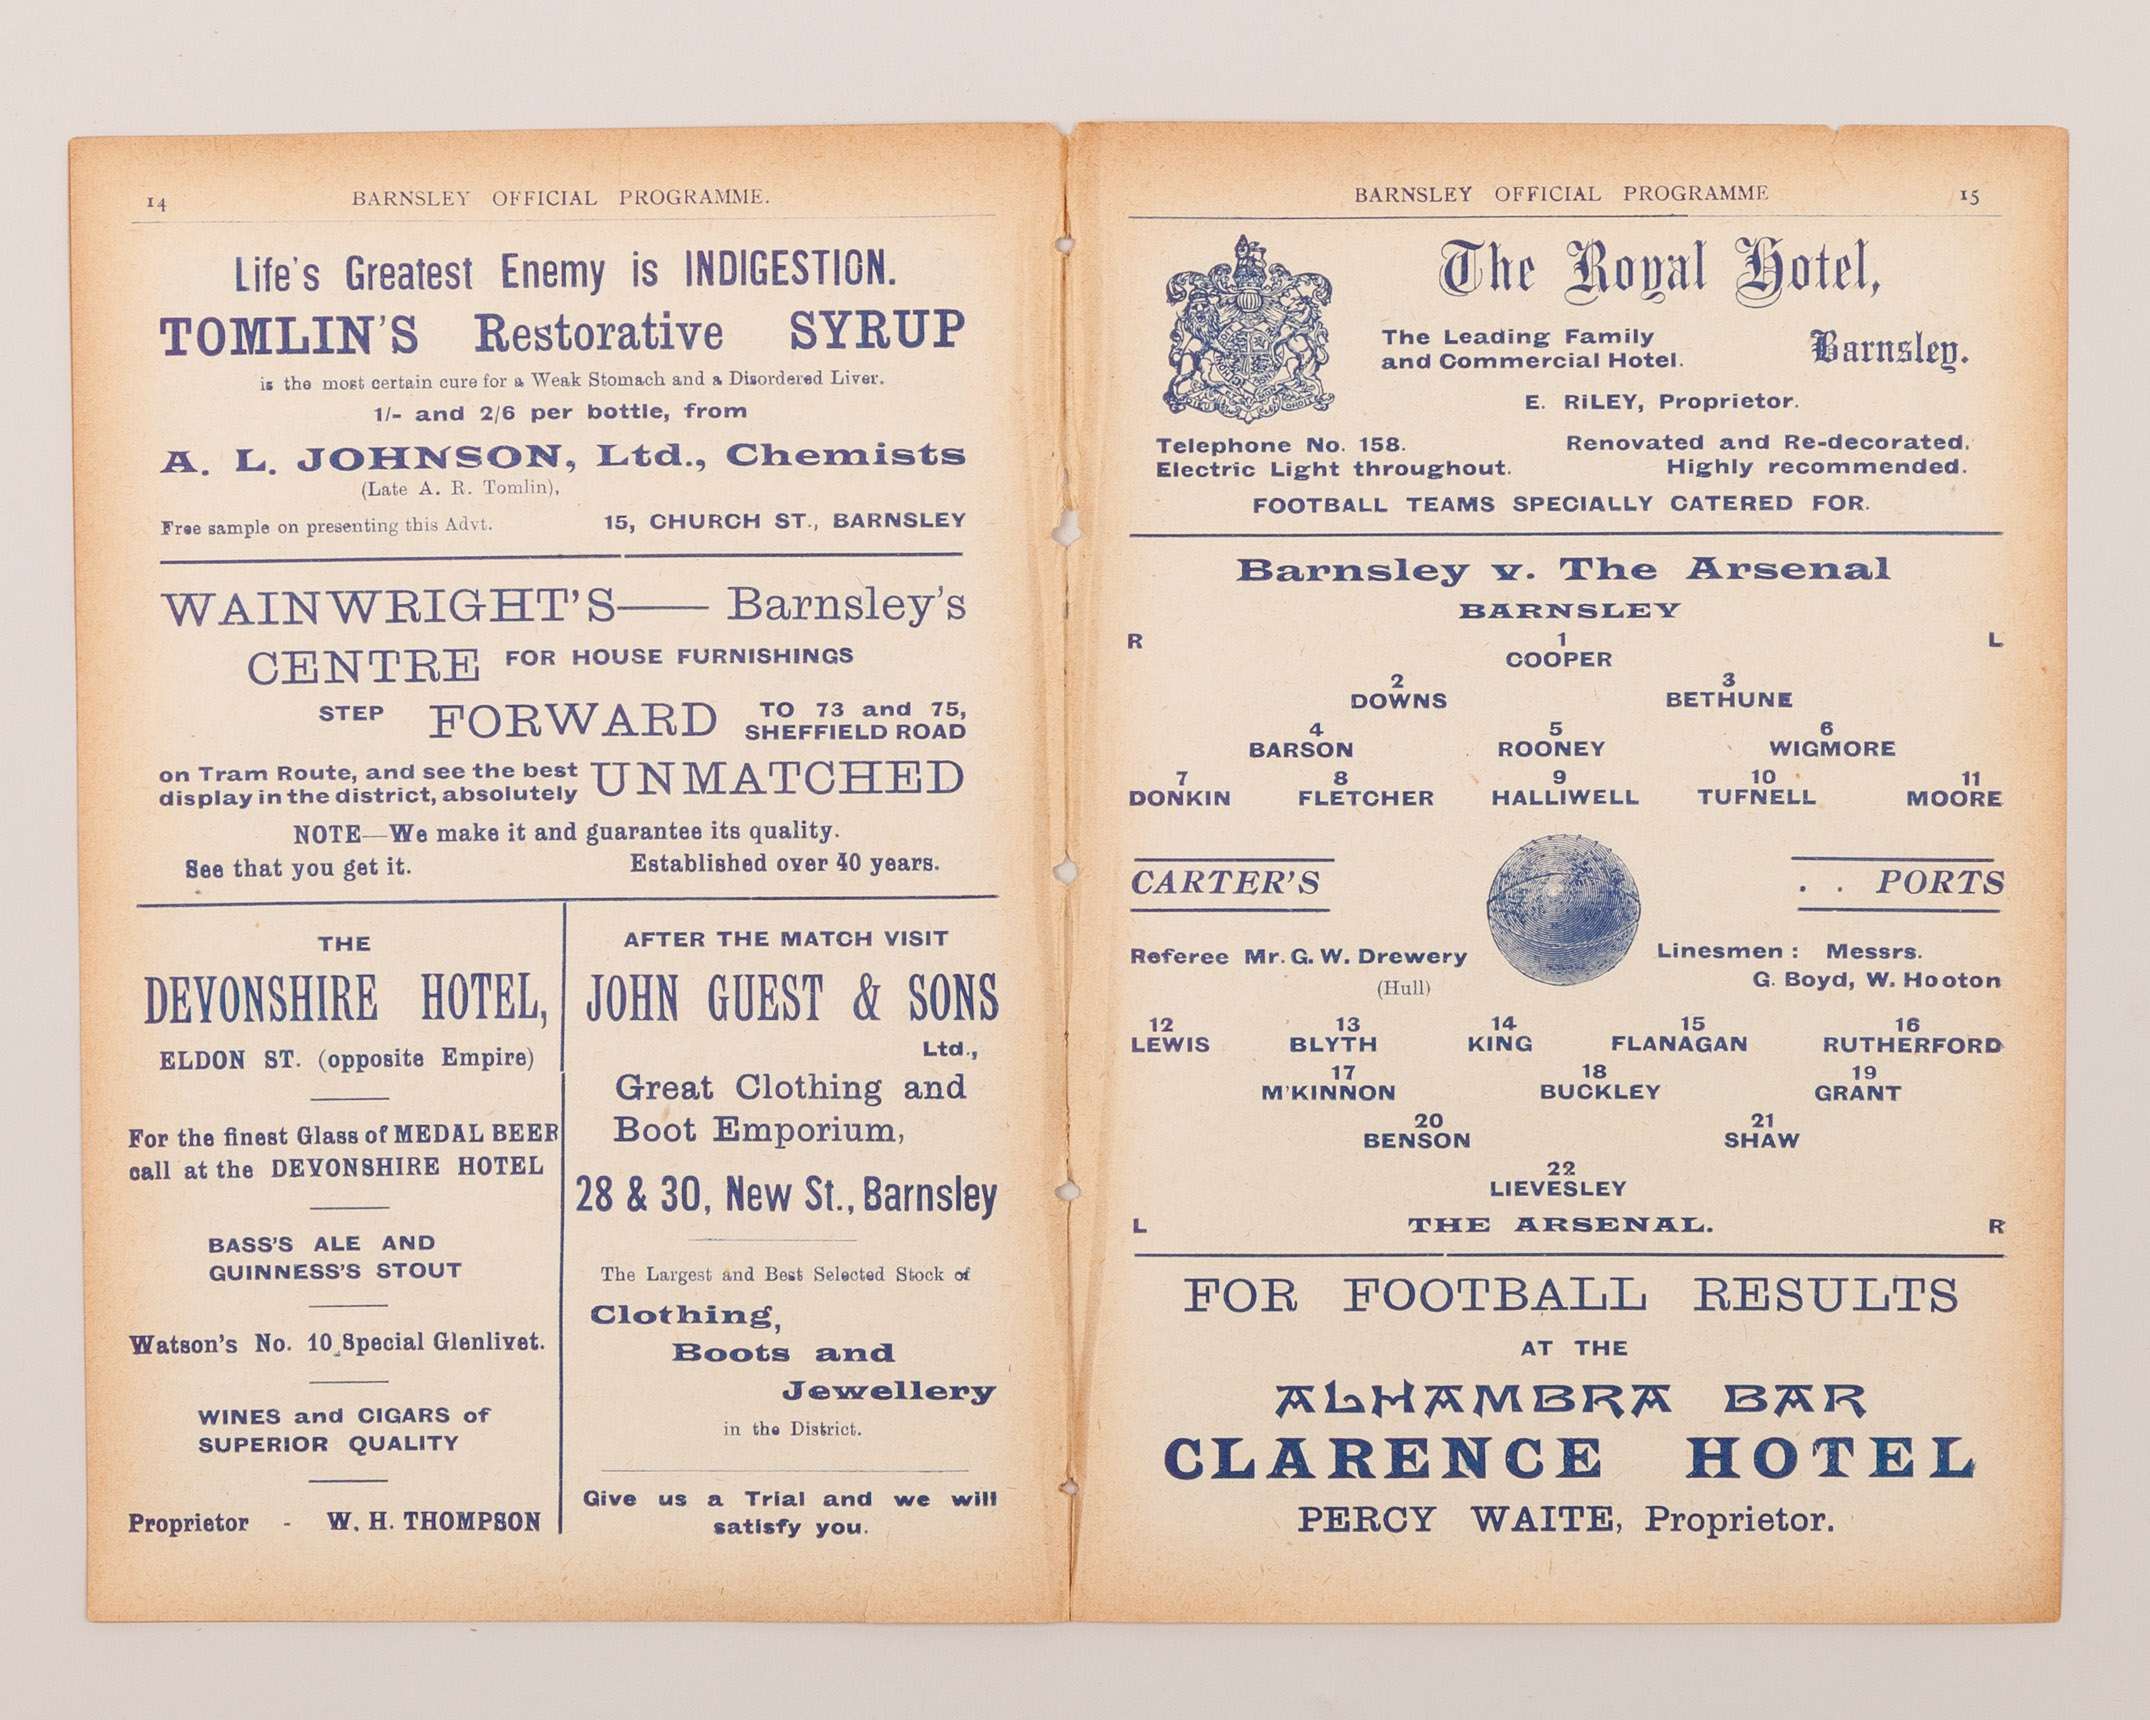 14 BARNSLEY OFFICIAL PROGRAMME.
Life's Greatest Enemy is INDIGESTION.
TOMLIN'S Restorative SYRUP
is the most certain cure for a Weak Stomach and a Disordered Liver.
1/- and 2/6 per bottle, from
A. L. JOHNSON, Ltd., Chemists
(Late A. R. Tomlin),
Free sample on presenting this Advt. 15, CHURCH ST., BARNSLEY
WAINWRIGHT'S—— Barnsley's
CENTRE FOR HOUSE FURNISHINGS
STEP FORWARD TO 73 and 75,
SHEFFIELD ROAD
on Tram Route, and see the best
display in the district, absolutely UNMATCHED
NOTE—We make it and guarantee its quality.
See that you get it. Established over 40 years.
THE
DEVONSHIRE HOTEL,
ELDON ST. (opposite Empire)
For the finest Glass of MEDAL BEER
call at the DEVONSHIRE HOTEL
BASS'S ALE AND
GUINNESS'S STOUT
Watson's No. 10 Special Glenlivet.
WINES and CIGARS of
SUPERIOR QUALITY
Proprietor - W. H. THOMPSON
AFTER THE MATCH VISIT
JOHN GUEST & SONS
Ltd.,
Great Clothing and
Boot Emporium,
28 & 30, New St., Barnsley
The Largest and Best Selected Stock of
Clothing,
Boots and
Jewellery
in the District.
Give us a Trial and we will
satisfy you.
BARNSLEY OFFICIAL PROGRAMME 15
The Royal Hotel,
The Leading Family
and Commercial Hotel.
Barnsley.
E. RiLEY, Proprietor.
Telephone No. 158. Renovated and Re-decorated.
Electric Light throughout. Highly recommended.
FOOTBALL TEAMS SPECIALLY CATERED FOR.
Barnsley v. The Arsenal
BARNSLEY
R 1 L
COOPER
2 3
DOWNS BETHUNE
4 5 6
BARSON ROONEY WIGMORE
7 8 9 10 11
DONKIN FLETCHER HALLIWELL TUFNELL MOORE
CARTER'S . . PORTS
Referee Mr. G. W. Drewery
(Hull)
Linesmen : Messrs.
G. Boyd, W. Hooton
12 13 14 15 16
LEWIS BLYTH KING FLANAGAN RUTHERFORD
17 18 19
M'KINNON BUCKLEY GRANT
20 21
BENSON SHAW
22
LIEVESLEY
L THE ARSENAL. R
FOR FOOTBALL RESULTS
AT THE
ALHAMBRA BAR
CLARENCE HOTEL
PERCY WAITE, Proprietor.